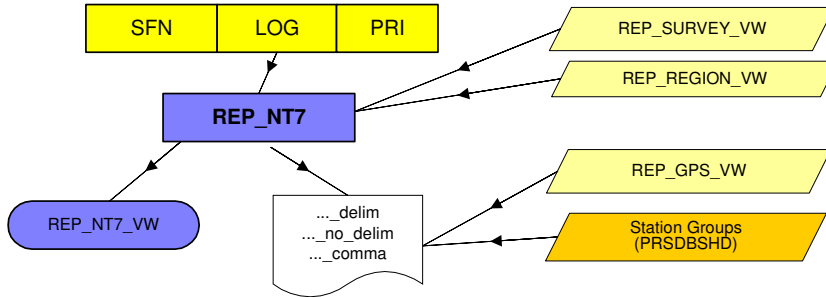 SFN LOG PRI
REP_SURVEY_VW
REP_REGION_VW
REP_NT7
REP_GPS_VW
REP_NT7_VW
..._delim
..._no_delim
..._comma
Station Groups
(PRSDBSHD)